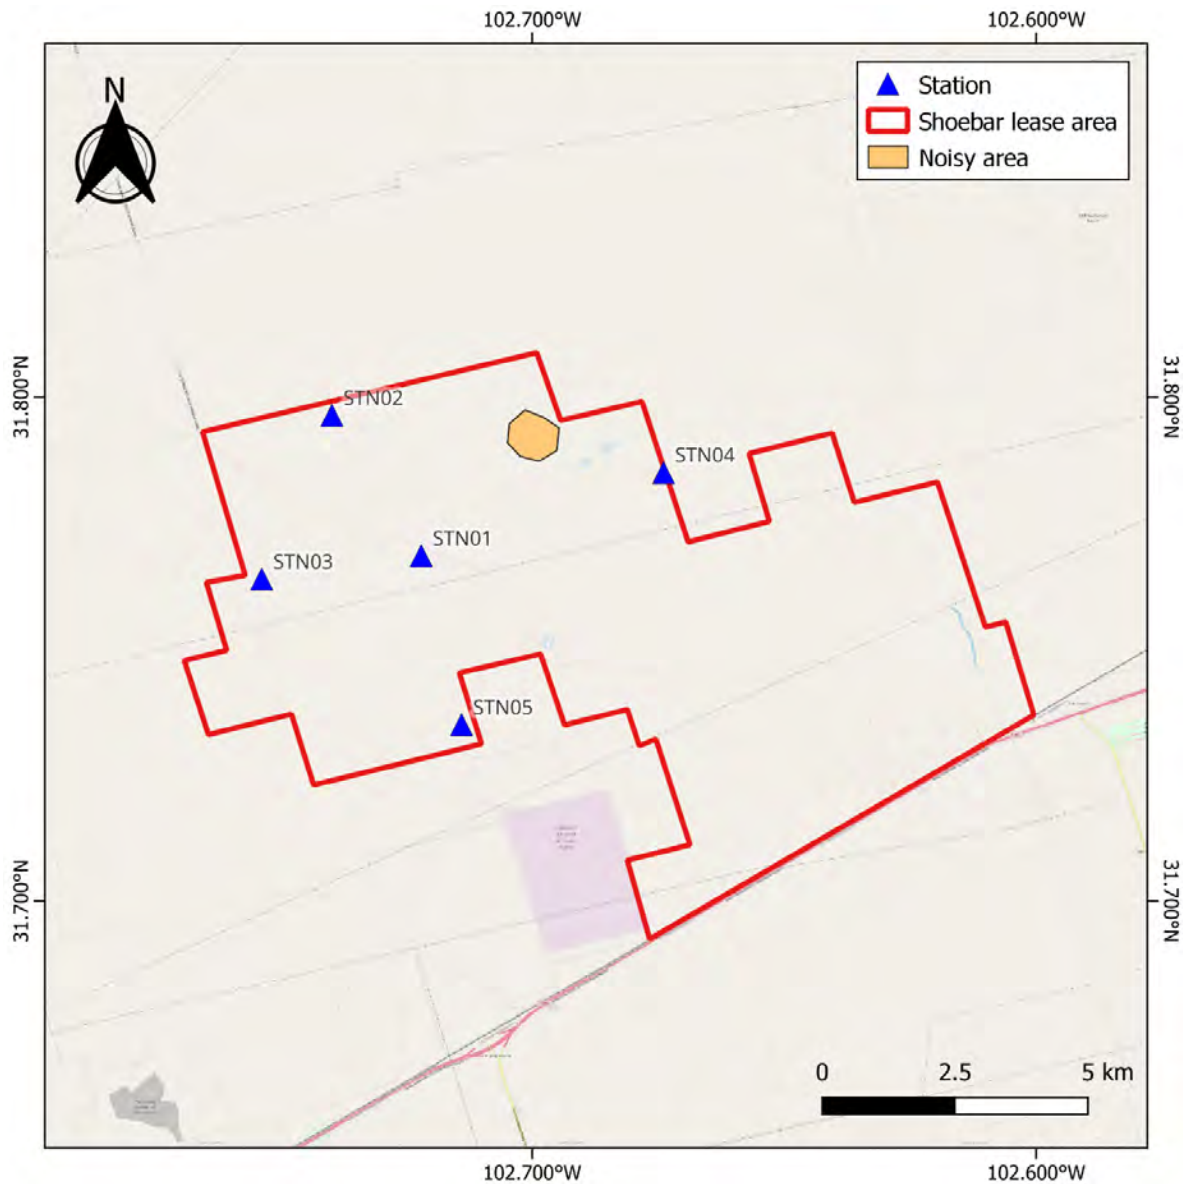 102.700°W 102.600°W
N
Station
Shoebar lease area
Noisy area
31.800°N
31.800°N
STN02
STN04
STN01
STN03
STN05
31.700°N
31.700°N
0 2.5 5 km
102.700°W 102.600°W